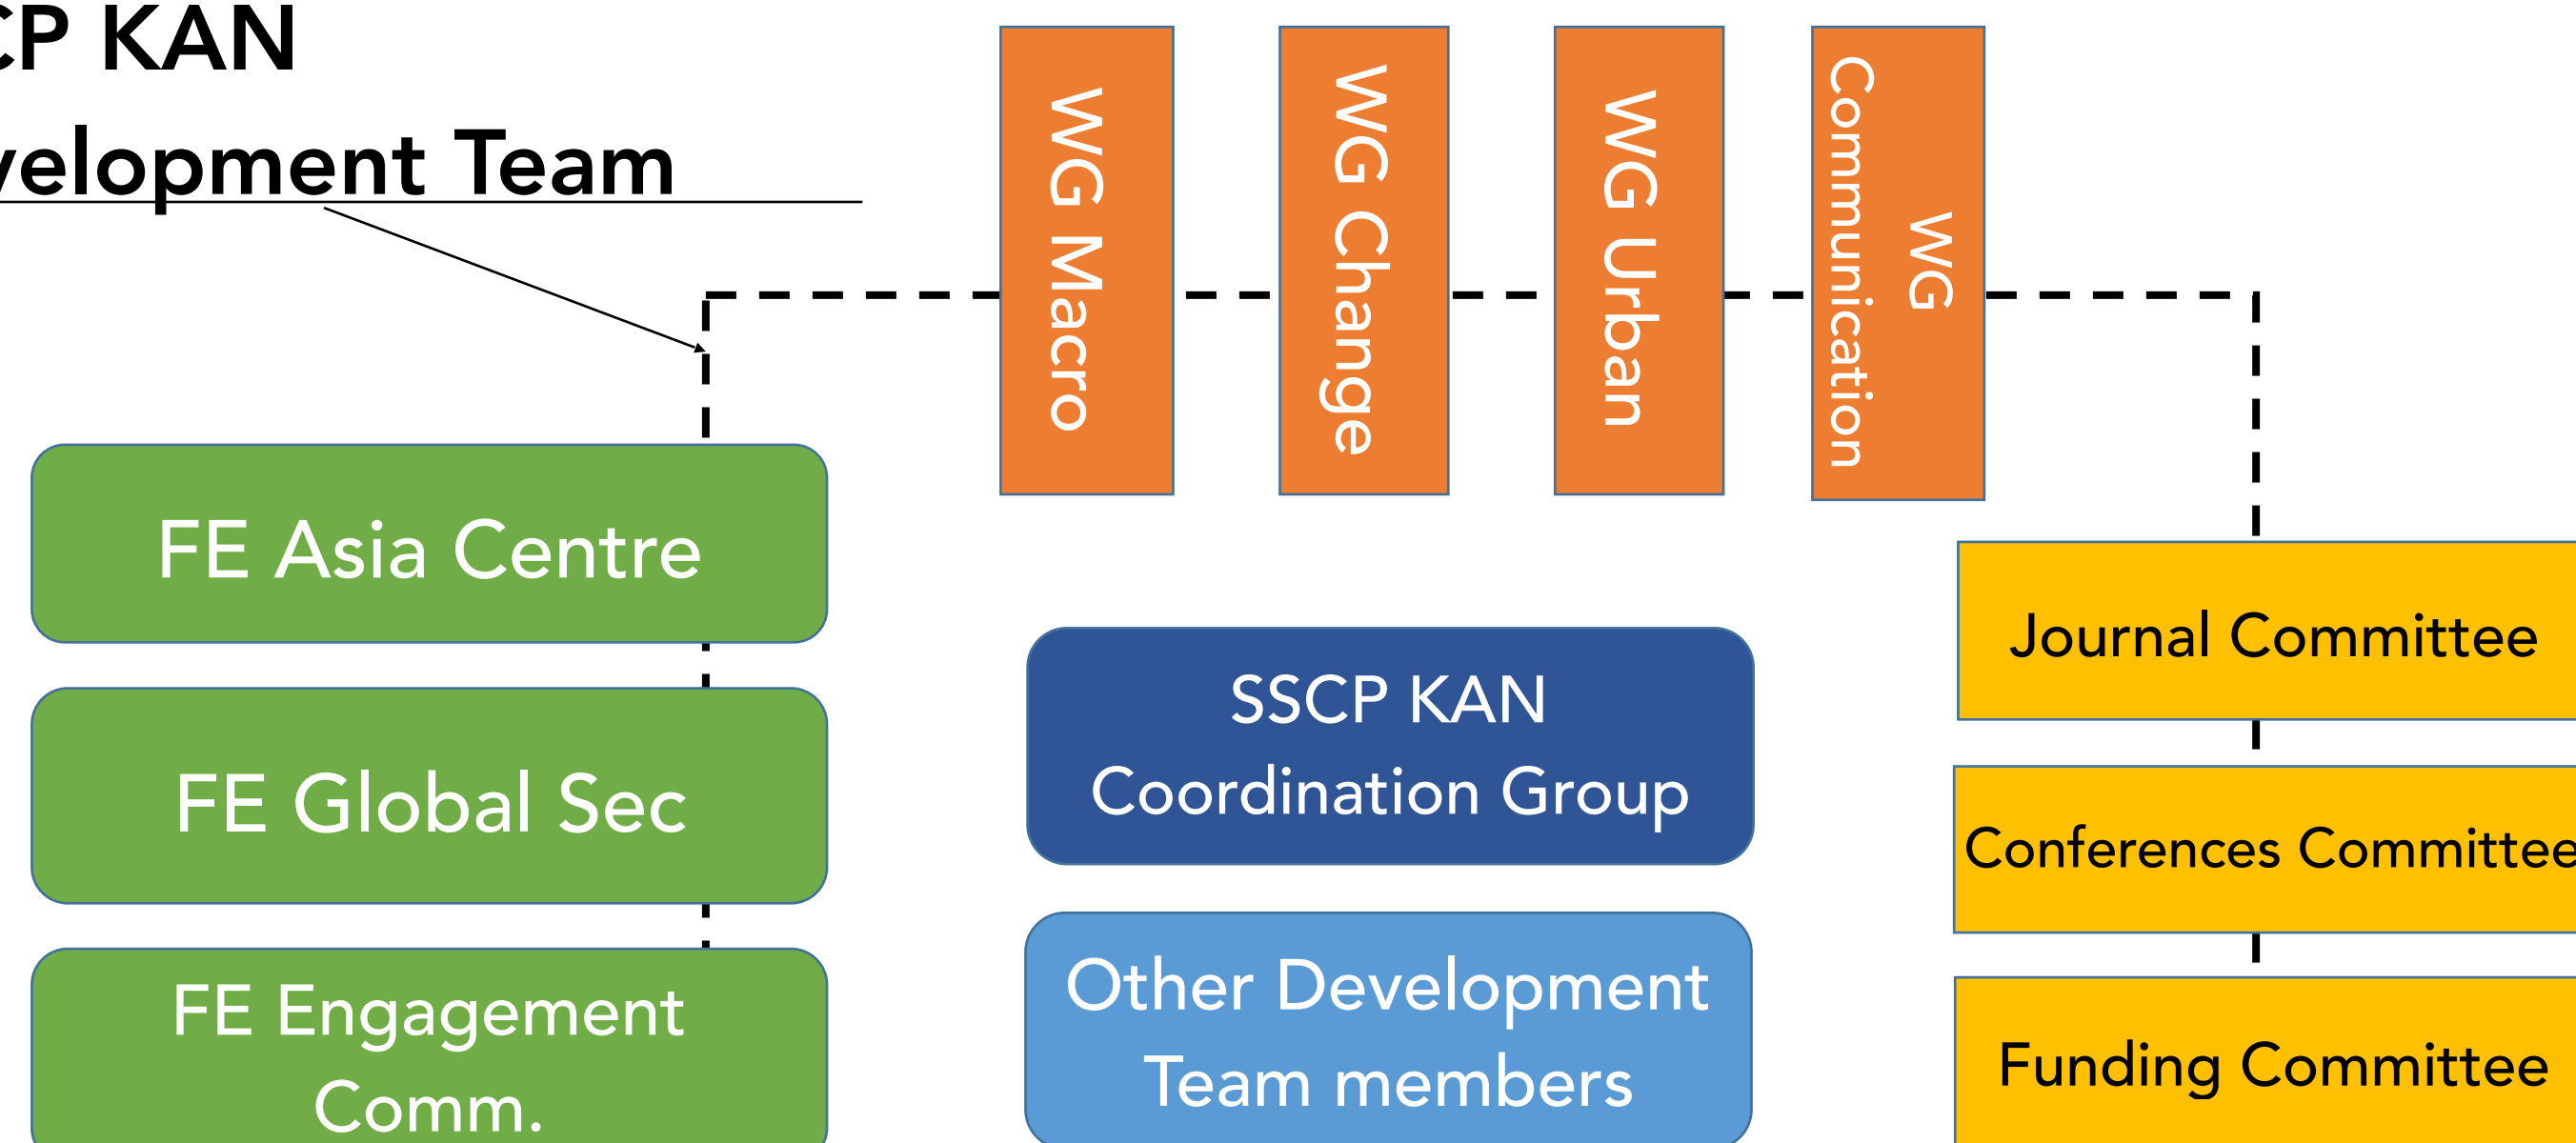 CP KAN
velopment Team
WG Macro
WG Change
WG Urban
WG
Communication
FE Asia Centre
FE Global Sec
FE Engagement
Comm.
SSCP KAN
Coordination Group
Other Development
Team members
Journal Committee
Conferences Committee
Funding Committee